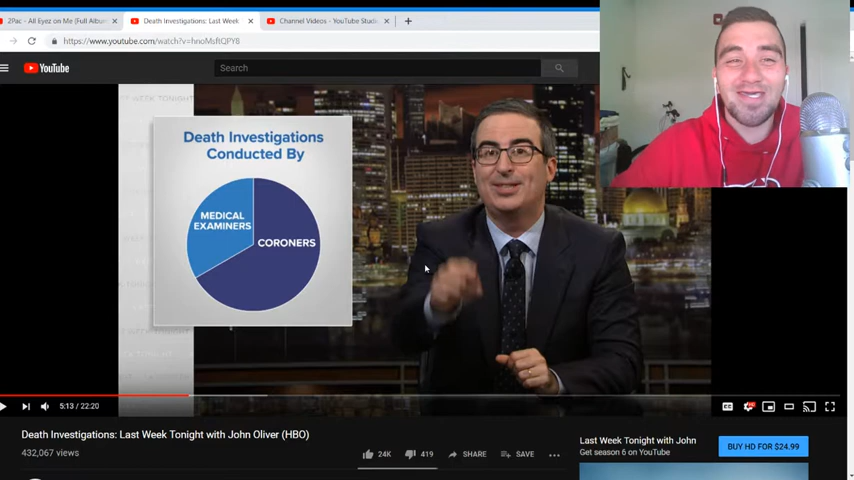 2Pac - All Eyez on Me (Full Album
Death Investigations: Last Week
Channel Videos - YouTube Studi
https://www.youtube.com/watch?v=hnoMsftQPY8
YouTube
Search
Death Investigations
Conducted By
MEDICAL
EXAMINERS
CORONERS
5:13 / 22:20
CC
Death Investigations: Last Week Tonight with John Oliver (HBO)
432,067 views
24K
419
SHARE
SAVE
Last Week Tonight with John
Get season 6 on YouTube
BUY HD FOR $24.99